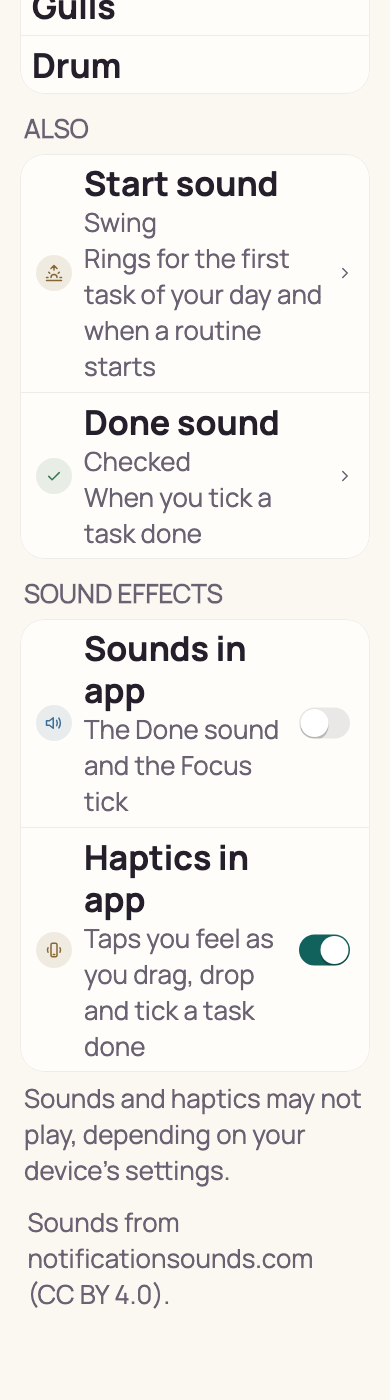 Gulls
Drum
ALSO
Start sound
Swing
Rings for the first
task of your day and
when a routine
starts
Done sound
Checked
When you tick a
task done
SOUND EFFECTS
Sounds in
app
The Done sound
and the Focus
tick
Haptics in
app
Taps you feel as
you drag, drop
and tick a task
done
Sounds and haptics may not
play, depending on your
device's settings.
Sounds from
notificationsounds.com
(CC BY 4.0).